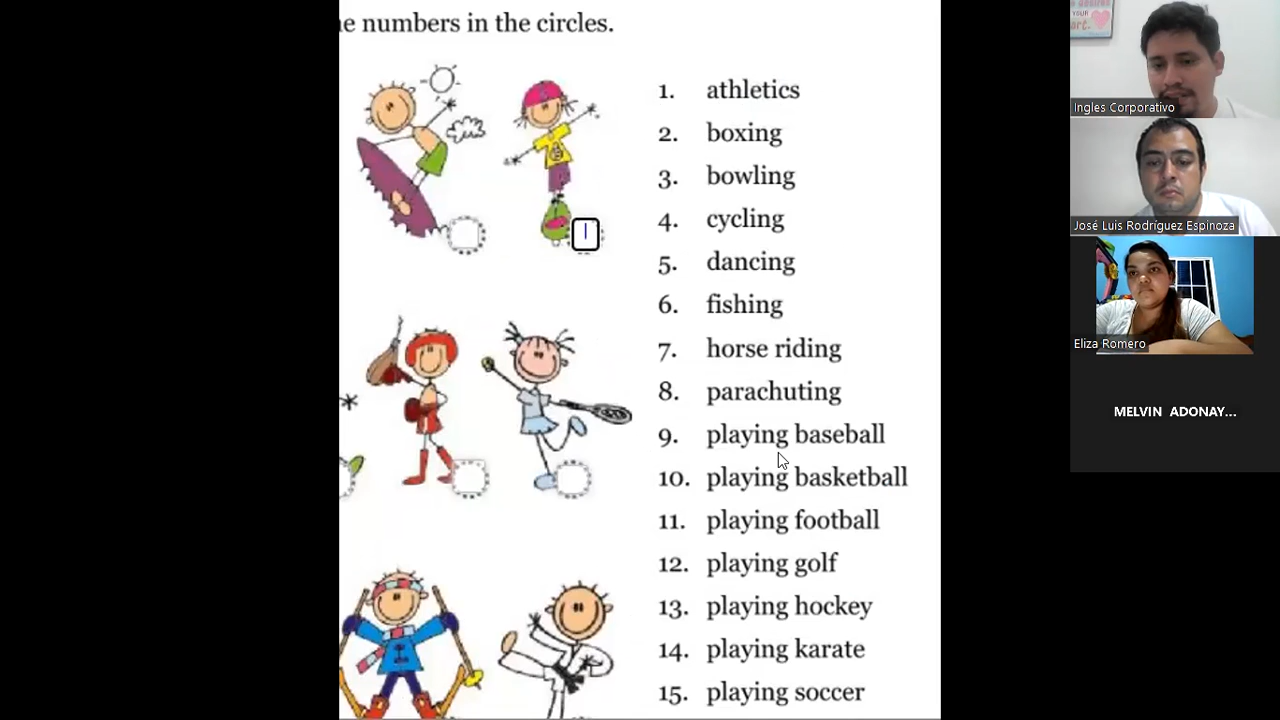 e numbers in the circles.
1. athletics
2. boxing
3. bowling
4. cycling
5. dancing
6. fishing
7. horse riding
8. parachuting
9. playing baseball
10. playing basketball
11. playing football
12. playing golf
13. playing hockey
14. playing karate
15. playing soccer
Ingles Corporativo
José Luis Rodríguez Espinoza
Eliza Romero
MELVIN ADONAY...